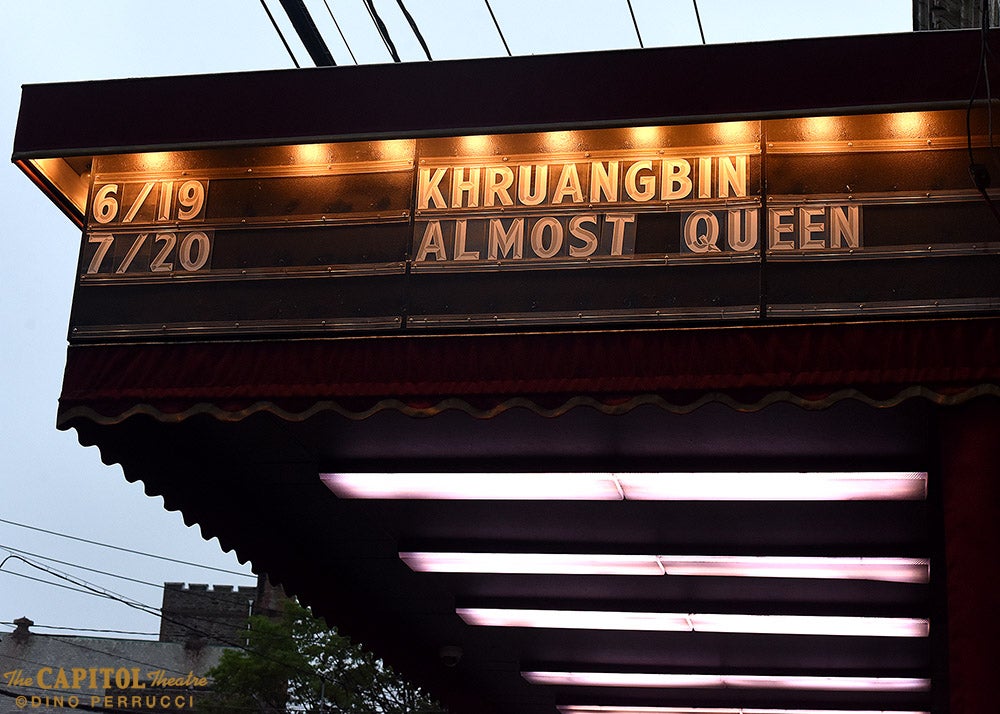 6/19 KHRUANGBIN
7/20 ALMOST QUEEN
The CAPITOL Theatre
©DINO PERRUCCI